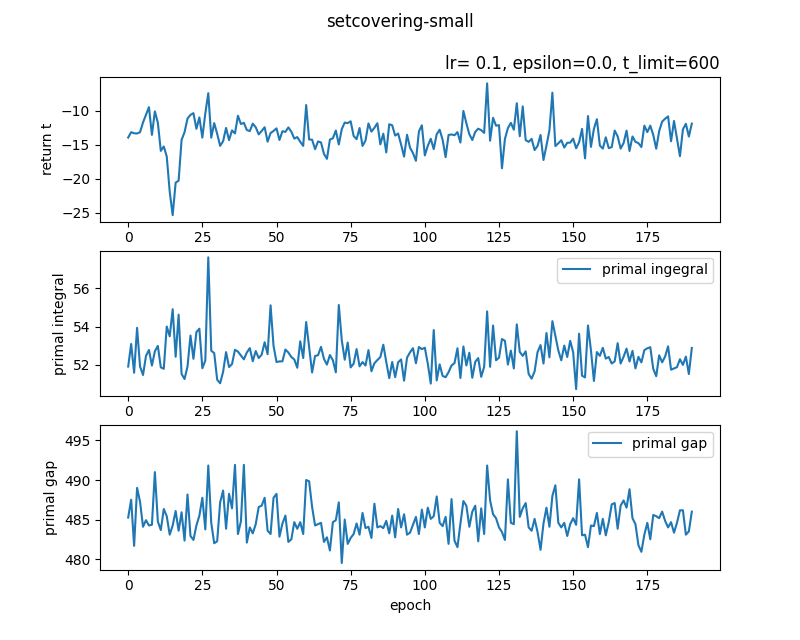 setcovering-small
lr= 0.1, epsilon=0.0, t_limit=600
return t
−10
−15
−20
−25
0 25 50 75 100 125 150 175
primal integral
primal ingegral
56
54
52
0 25 50 75 100 125 150 175
primal gap
primal gap
495
490
485
480
0 25 50 75 100 125 150 175
epoch